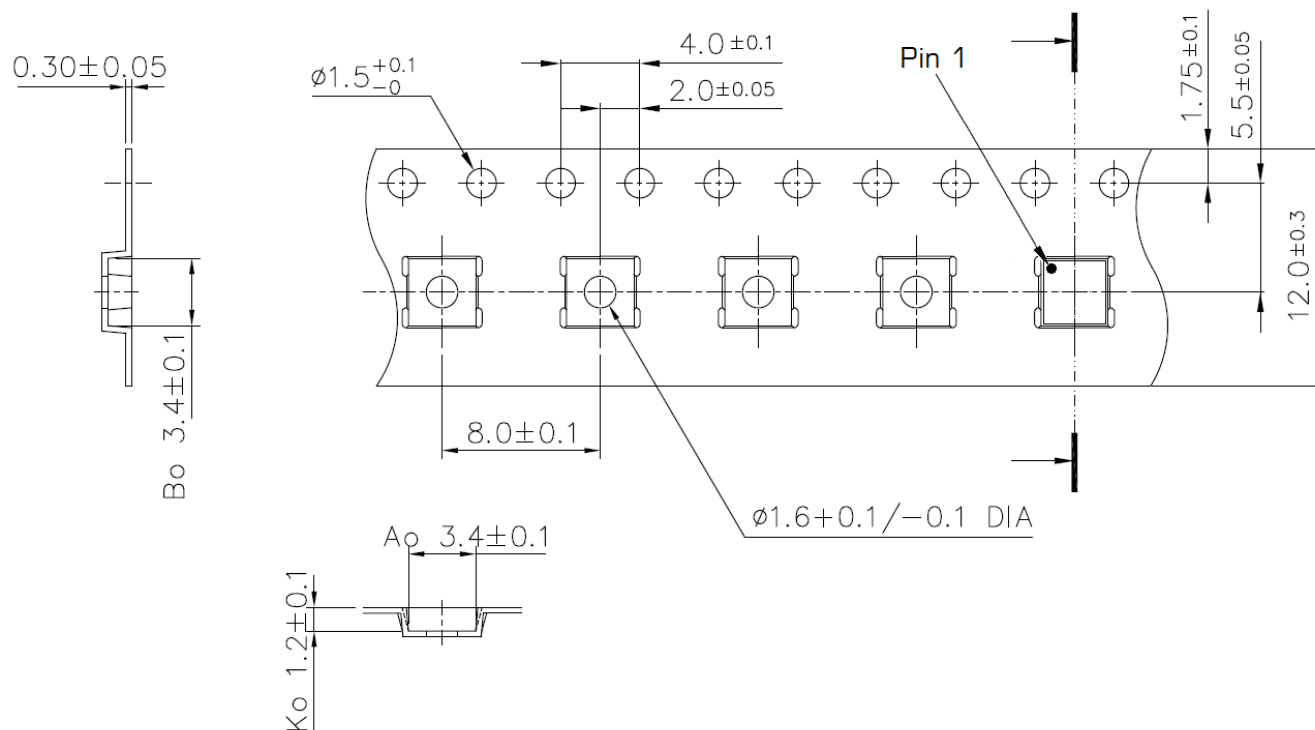 0.30±0.05
ø1.5 +0.1 -0
4.0 ±0.1
2.0±0.05
Pin 1
1.75±0.1
5.5±0.05
12.0±0.3
Bo 3.4±0.1
8.0±0.1
ø1.6+0.1/-0.1 DIA
Ao 3.4±0.1
Ko 1.2±0.1